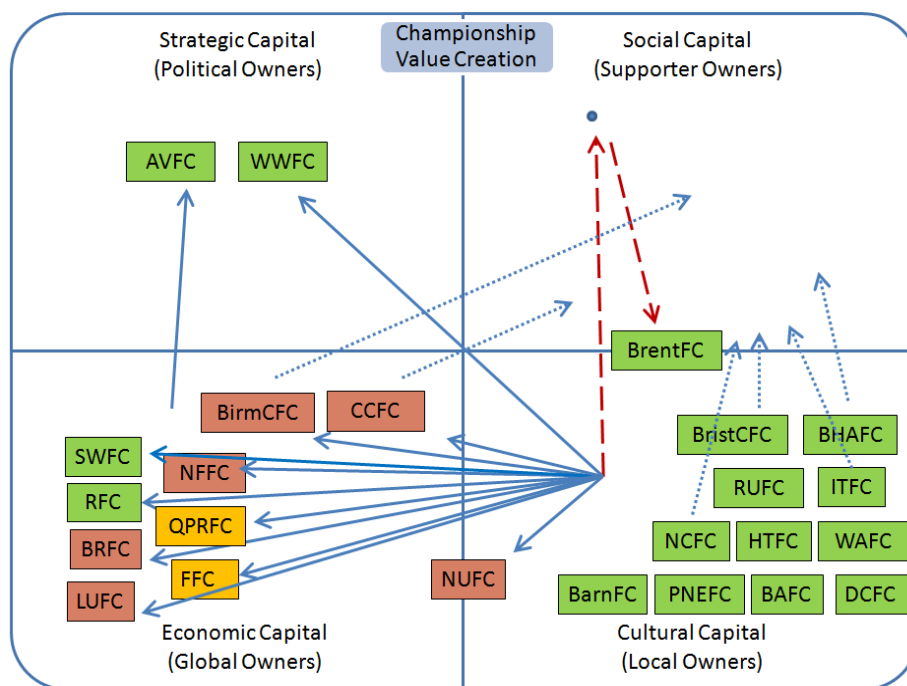 Strategic Capital
(Political Owners)
Championship
Value Creation
Social Capital
(Supporter Owners)
AVFC
WWFC
BrentFC
BirmCFC
CCFC
BristCFC
BHAFC
SWFC
NFFC
RUFC
ITFC
RFC
QPRFC
BRFC
NCFC
HTFC
WAFC
FFC
NUFC
LUFC
BarnFC
PNEFC
BAFC
DCFC
Economic Capital
(Global Owners)
Cultural Capital
(Local Owners)